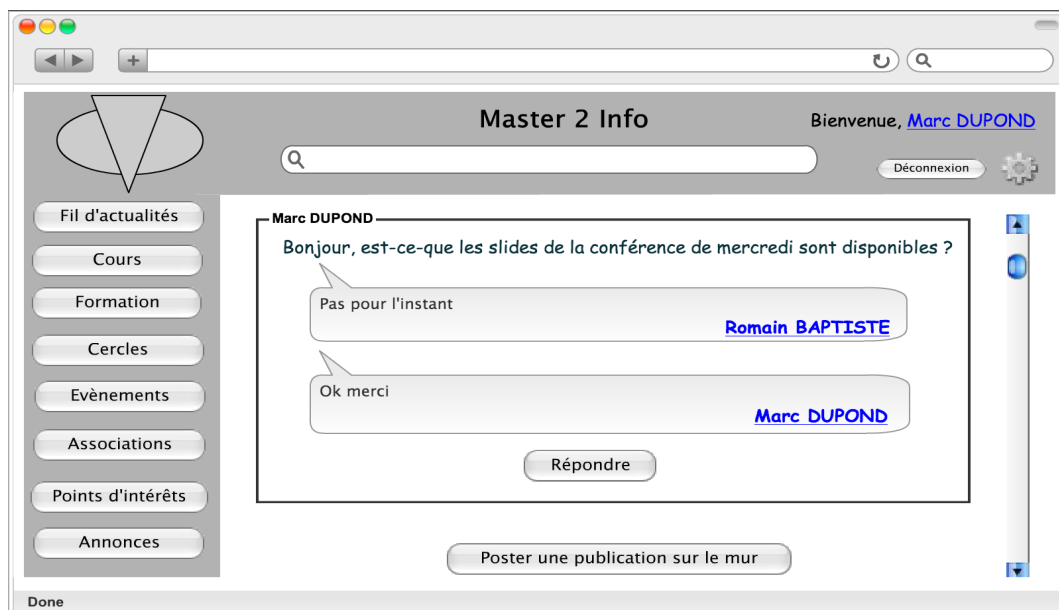 Master 2 Info
Bienvenue, Marc DUPOND
Déconnexion
Fil d'actualités
Cours
Formation
Cercles
Evènements
Associations
Points d'intérêts
Annonces
Marc DUPOND
Bonjour, est-ce-que les slides de la conférence de mercredi sont disponibles ?
Pas pour l'instant
Romain BAPTISTE
Ok merci
Marc DUPOND
Répondre
Poster une publication sur le mur
Done